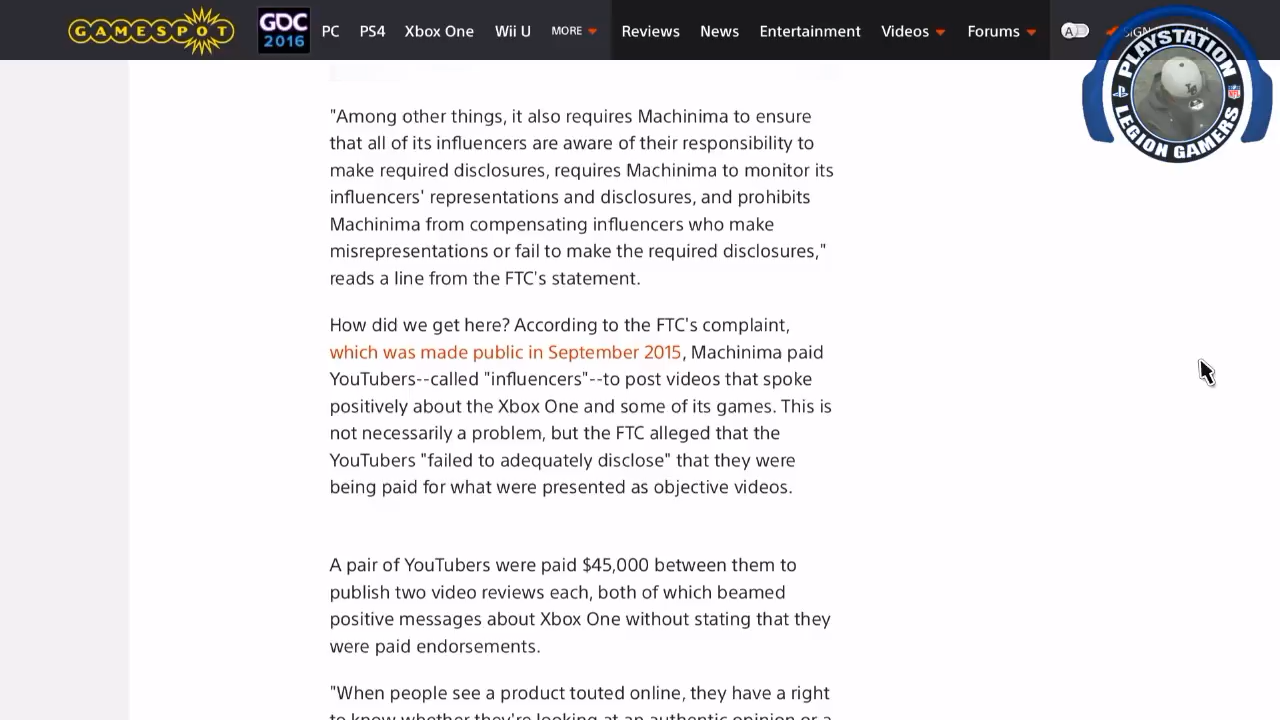 GAMESPOT
GDC
2016
PC PS4 Xbox One Wii U MORE Reviews News Entertainment Videos Forums
PLAYSTATION
LEGION GAMERS
"Among other things, it also requires Machinima to ensure
that all of its influencers are aware of their responsibility to
make required disclosures, requires Machinima to monitor its
influencers' representations and disclosures, and prohibits
Machinima from compensating influencers who make
misrepresentations or fail to make the required disclosures,"
reads a line from the FTC's statement.
How did we get here? According to the FTC's complaint,
which was made public in September 2015, Machinima paid
YouTubers--called "influencers"--to post videos that spoke
positively about the Xbox One and some of its games. This is
not necessarily a problem, but the FTC alleged that the
YouTubers "failed to adequately disclose" that they were
being paid for what were presented as objective videos.
A pair of YouTubers were paid $45,000 between them to
publish two video reviews each, both of which beamed
positive messages about Xbox One without stating that they
were paid endorsements.
"When people see a product touted online, they have a right
to know whether they're looking at an authentic opinion or a